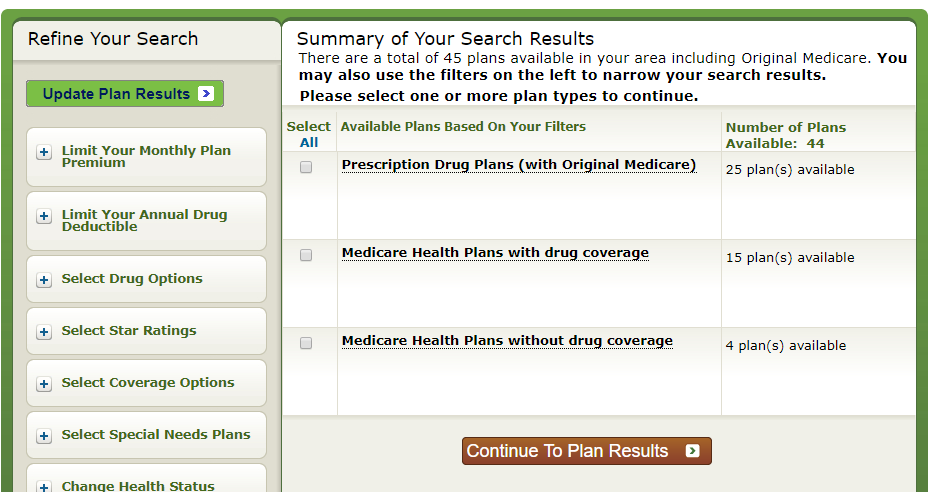 Refine Your Search
Update Plan Results
Limit Your Monthly Plan
Premium
Limit Your Annual Drug
Deductible
Select Drug Options
Select Star Ratings
Select Coverage Options
Select Special Needs Plans
Change Health Status
Summary of Your Search Results
There are a total of 45 plans available in your area including Original Medicare. You
may also use the filters on the left to narrow your search results.
Please select one or more plan types to continue.
Select
All
Available Plans Based On Your Filters
Number of Plans
Available: 44
Prescription Drug Plans (with Original Medicare)
25 plan(s) available
Medicare Health Plans with drug coverage
15 plan(s) available
Medicare Health Plans without drug coverage
4 plan(s) available
Continue To Plan Results